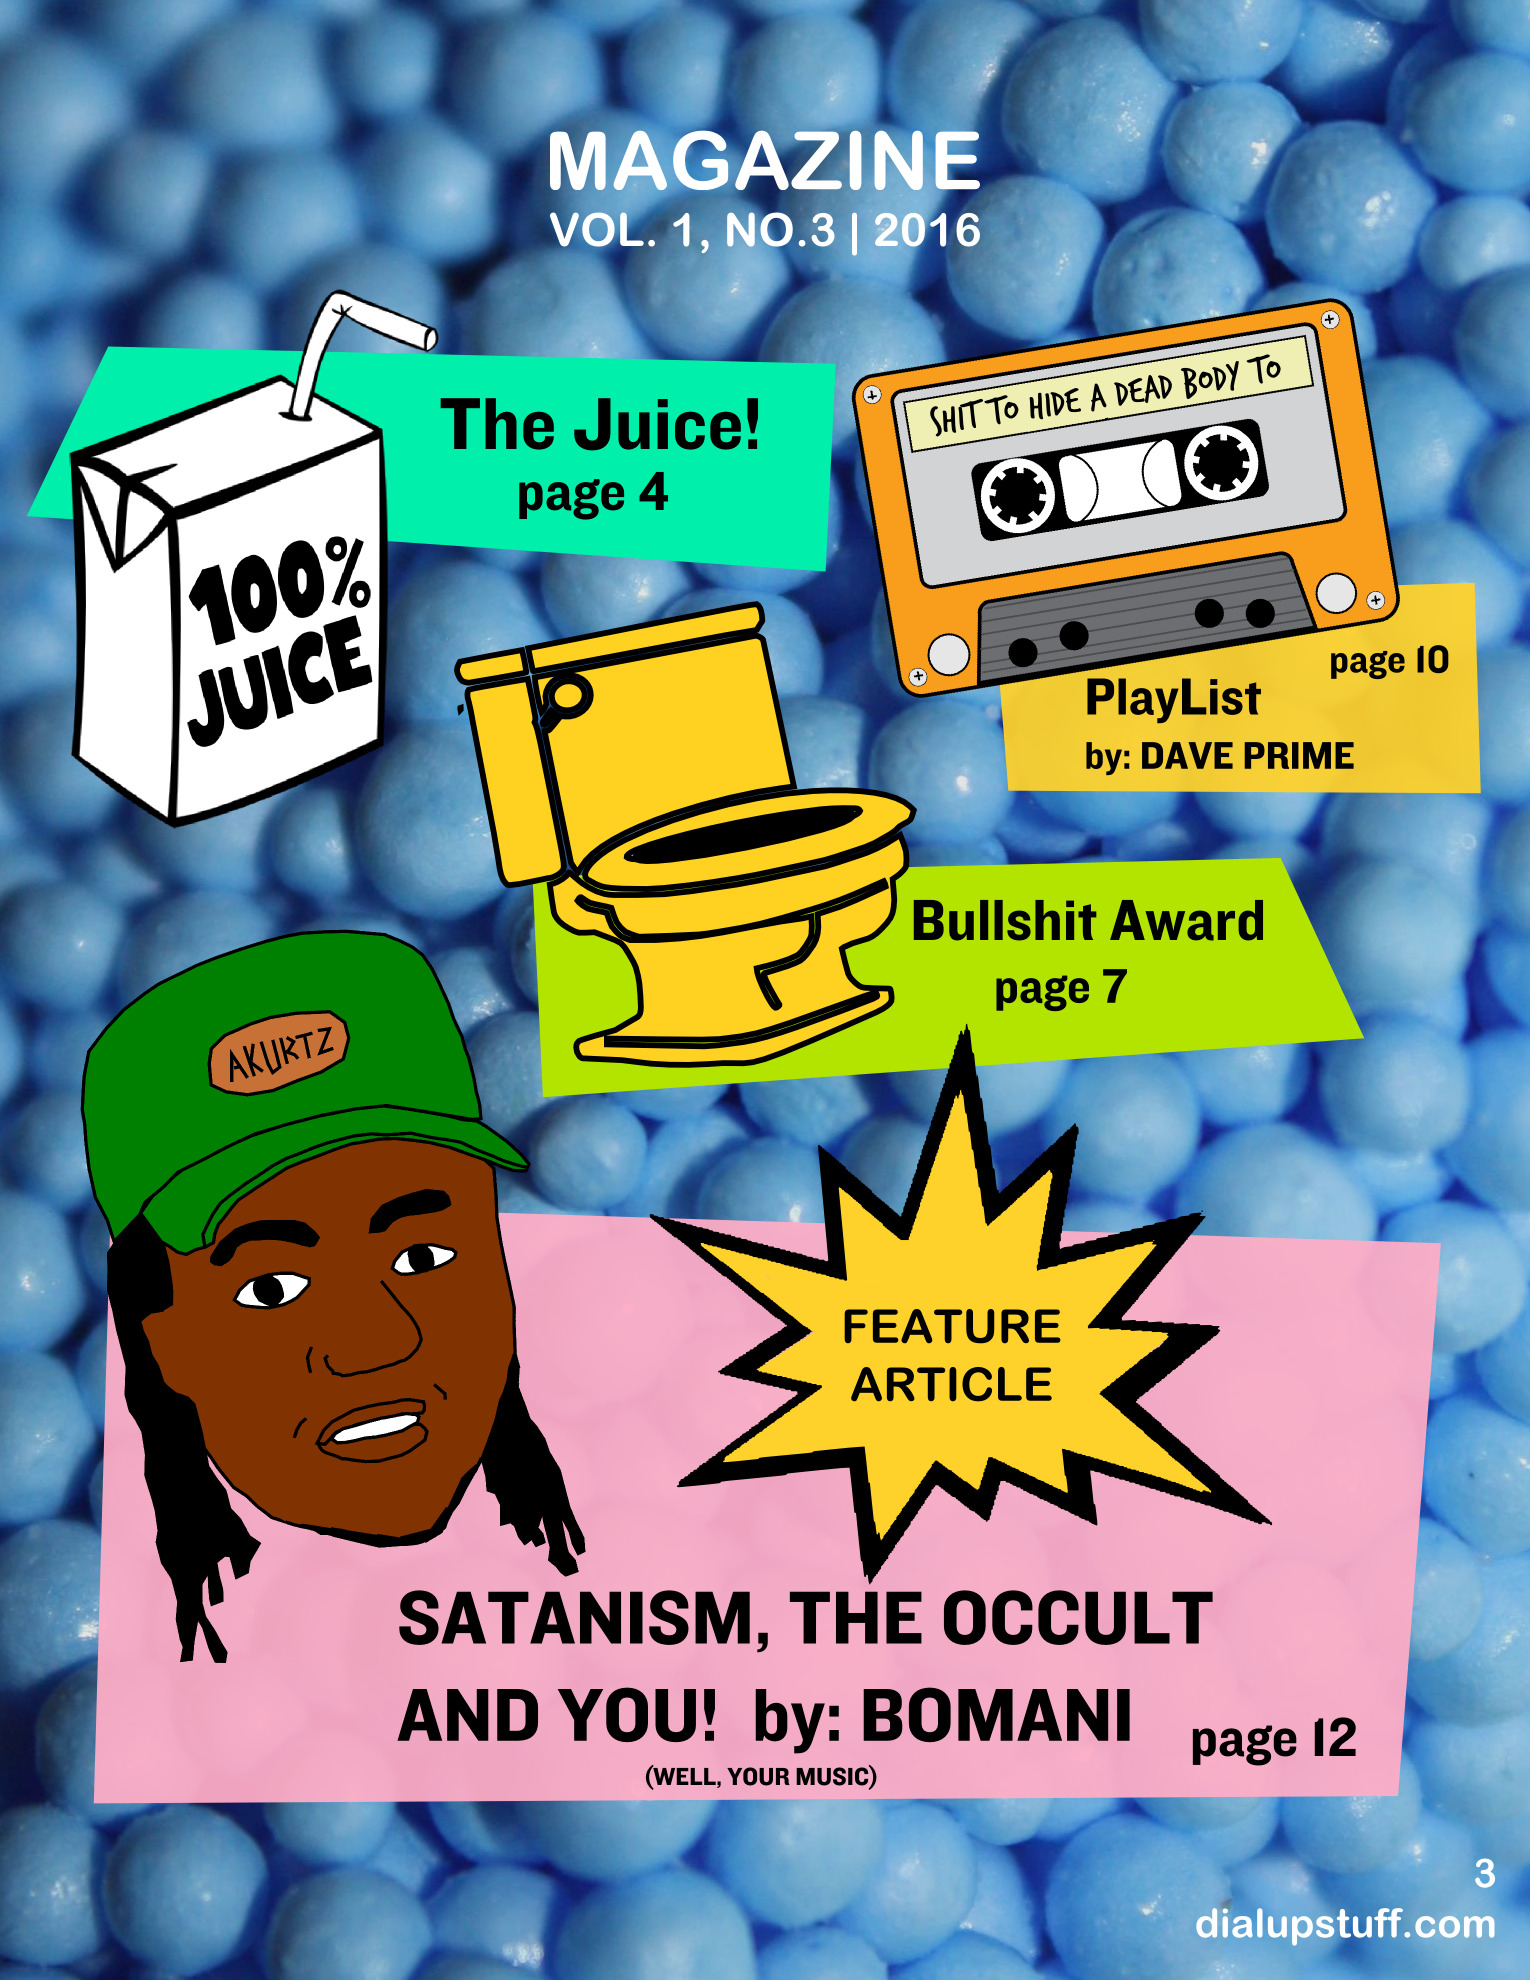 MAGAZINE
VOL. 1, NO.3 | 2016
The Juice!
page 4
100%
JUICE
SHIT TO HIDE A DEAD BODY TO
page 10
PlayList
by: DAVE PRIME
Bullshit Award
page 7
AKURTZ
FEATURE
ARTICLE
SATANISM, THE OCCULT
AND YOU! by: BOMANI
page 12
(WELL, YOUR MUSIC)
3
dialupstuff.com